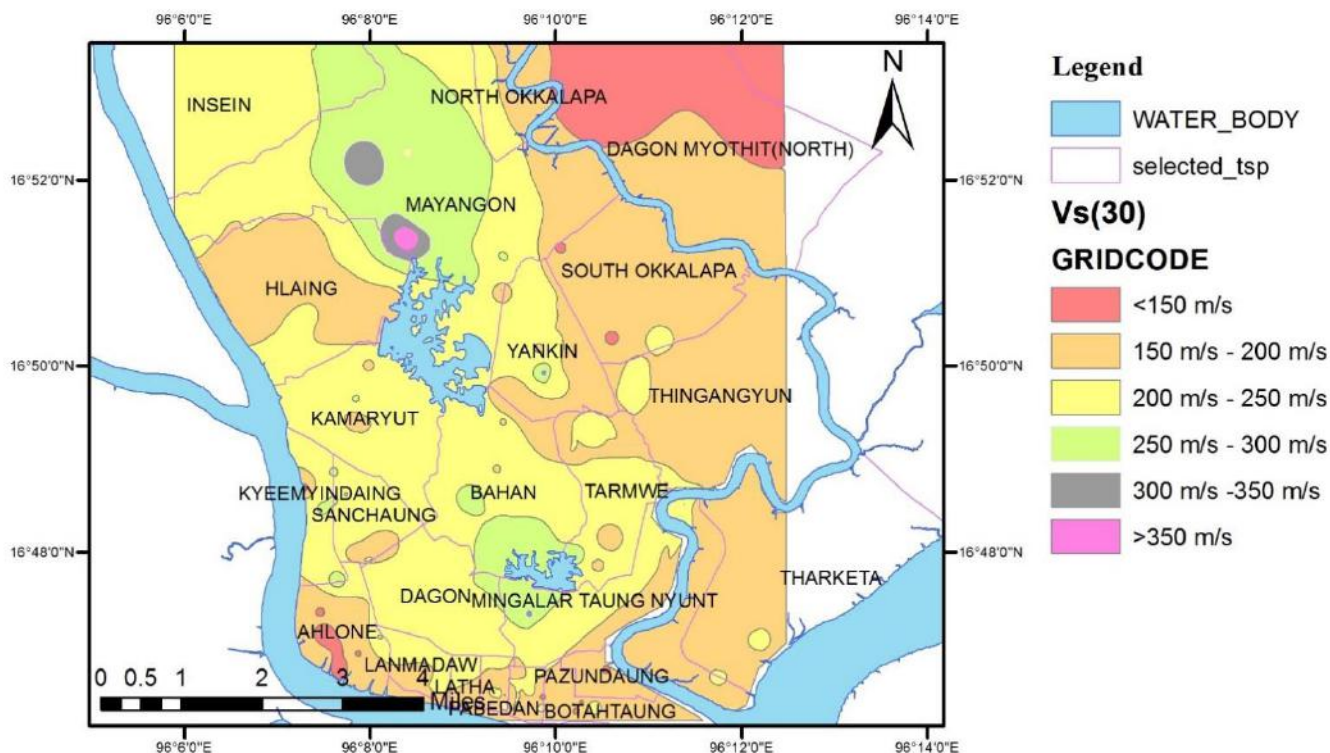 96°6'0"E 96°8'0"E 96°10'0"E 96°12'0"E 96°14'0"E
N
INSEIN
NORTH OKKALAPA
DAGON MYOTHIT(NORTH)
16°52'0"N 16°52'0"N
MAYANGON
SOUTH OKKALAPA
HLAING
YANKIN
16°50'0"N 16°50'0"N
THINGANGYUN
KAMARYUT
KYEEMYINDAING
BAHAN
TARMWE
SANCHAUNG
16°48'0"N 16°48'0"N
THARKETA
DAGON
MINGALAR TAUNG NYUNT
AHLONE
LANMADAW
PAZUNDAUNG
LATHA
0 0.5 1 2 3 4
Miles
PABEDAN
BOTAHTAUNG
96°6'0"E 96°8'0"E 96°10'0"E 96°12'0"E 96°14'0"E
Legend
WATER_BODY
selected_tsp
Vs(30)
GRIDCODE
<150 m/s
150 m/s - 200 m/s
200 m/s - 250 m/s
250 m/s - 300 m/s
300 m/s -350 m/s
>350 m/s